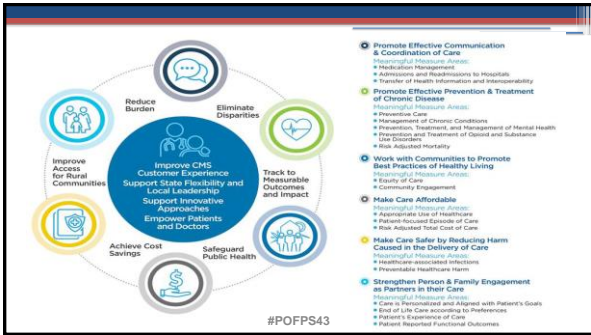 Reduce
Burden
Eliminate
Disparities
Improve
Access
for Rural
Communities
Improve CMS
Customer Experience
Support State Flexibility and
Local Leadership
Support Innovative
Approaches
Empower Patients
and Doctors
Track to
Measurable
Outcomes
and Impact
Achieve Cost
Savings
Safeguard
Public Health
$
#POFPS43
Promote Effective Communication
& Coordination of Care
Meaningful Measure Areas:
Medication Management
Admissions and Readmissions to Hospitals
Transfer of Health Information and Interoperability
Promote Effective Prevention & Treatment
of Chronic Disease
Meaningful Measure Areas:
Preventive Care
Management of Chronic Conditions
Prevention, Treatment, and Management of Mental Health
Prevention and Treatment of Opioid and Substance
Use Disorders
Risk Adjusted Mortality
Work with Communities to Promote
Best Practices of Healthy Living
Meaningful Measure Areas:
Equity of Care
Community Engagement
Make Care Affordable
Meaningful Measure Areas:
Appropriate Use of Healthcare
Patient-focused Episode of Care
Risk Adjusted Total Cost of Care
Make Care Safer by Reducing Harm
Caused in the Delivery of Care
Meaningful Measure Areas:
Healthcare-associated Infections
Preventable Healthcare Harm
Strengthen Person & Family Engagement
as Partners in their Care
Meaningful Measure Areas:
Care is Personalized and Aligned with Patient's Goals
End of Life Care according to Preferences
Patient's Experience of Care
Patient Reported Functional Outcomes